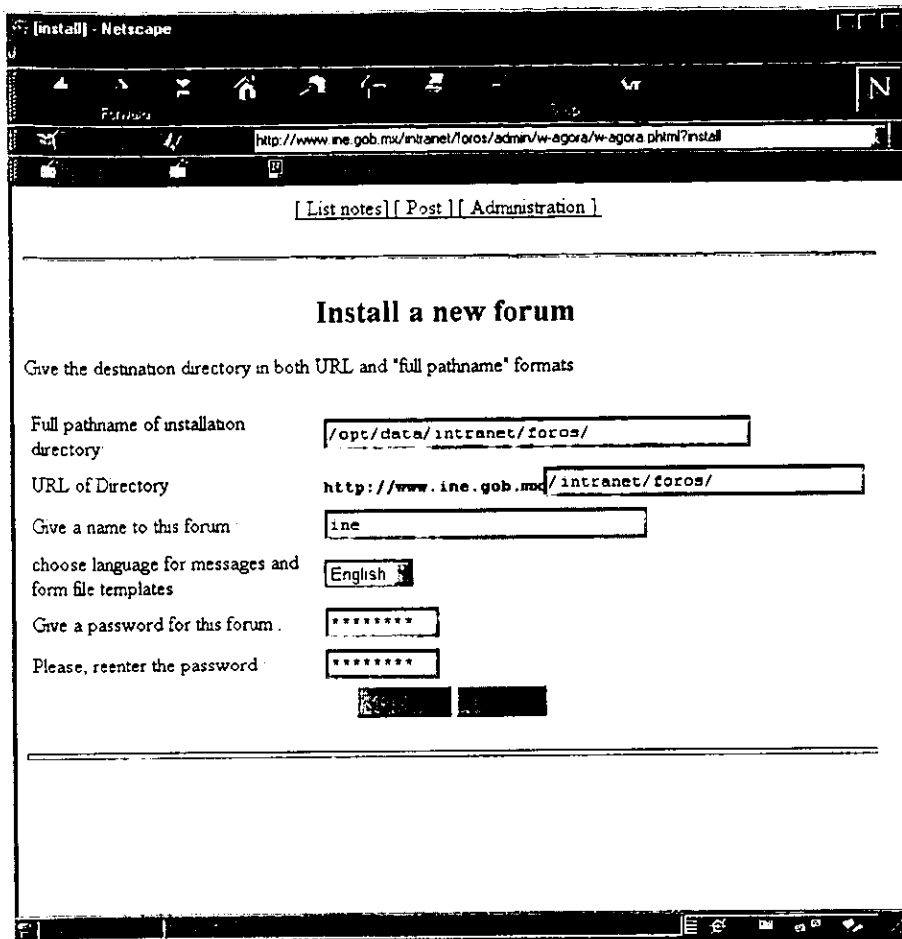 [install] - Netscape
Forward
N
http://www.ine.gob.mx/intranet/foros/admin/w-agora/w-agora.phtml?install
[ List notes] [ Post ] [ Administration ]
Install a new forum
Give the destination directory in both URL and "full pathname" formats
Full pathname of installation
directory
/opt/data/intranet/foros/
URL of Directory
http://www.ine.gob.mx /intranet/foros/
Give a name to this forum
ine
choose language for messages and
form file templates
English
Give a password for this forum .
********
Please, reenter the password
********